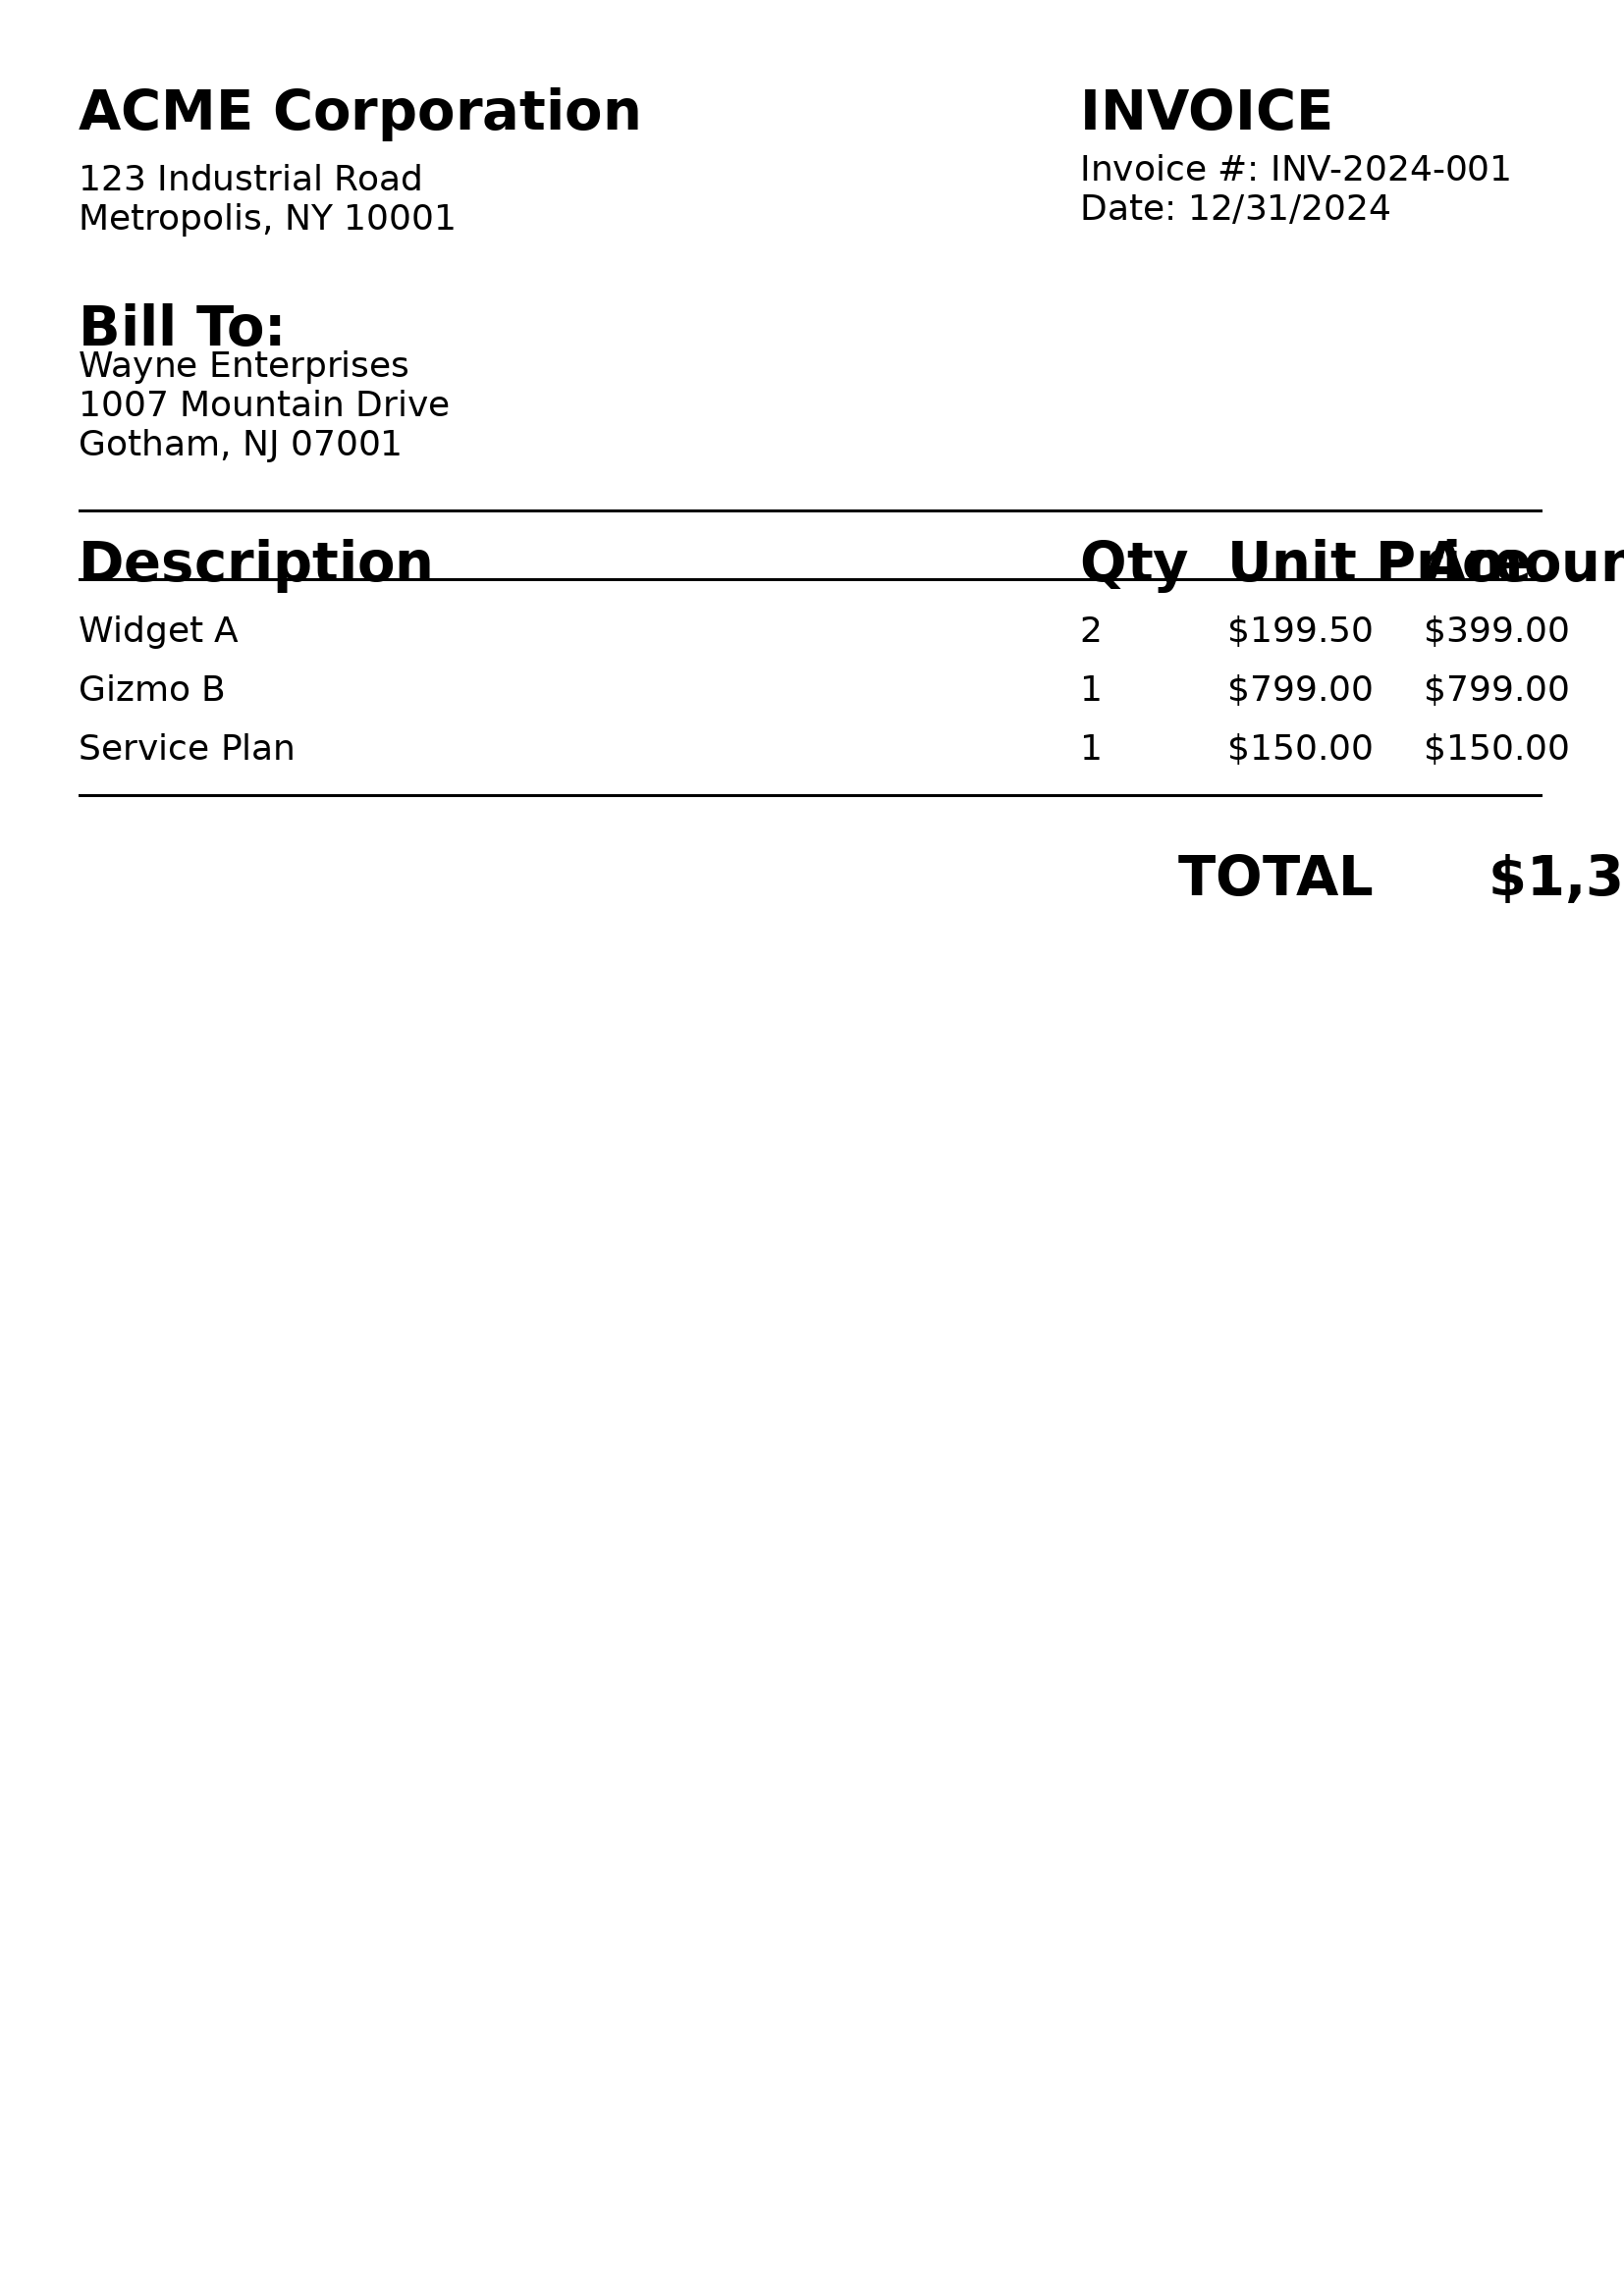 ACME Corporation
INVOICE
123 Industrial Road
Metropolis, NY 10001
Invoice #: INV-2024-001
Date: 12/31/2024
Bill To:
Wayne Enterprises
1007 Mountain Drive
Gotham, NJ 07001
Description Qty Unit Price Amoun
Widget A 2 $199.50 $399.00
Gizmo B 1 $799.00 $799.00
Service Plan 1 $150.00 $150.00
TOTAL $1,3